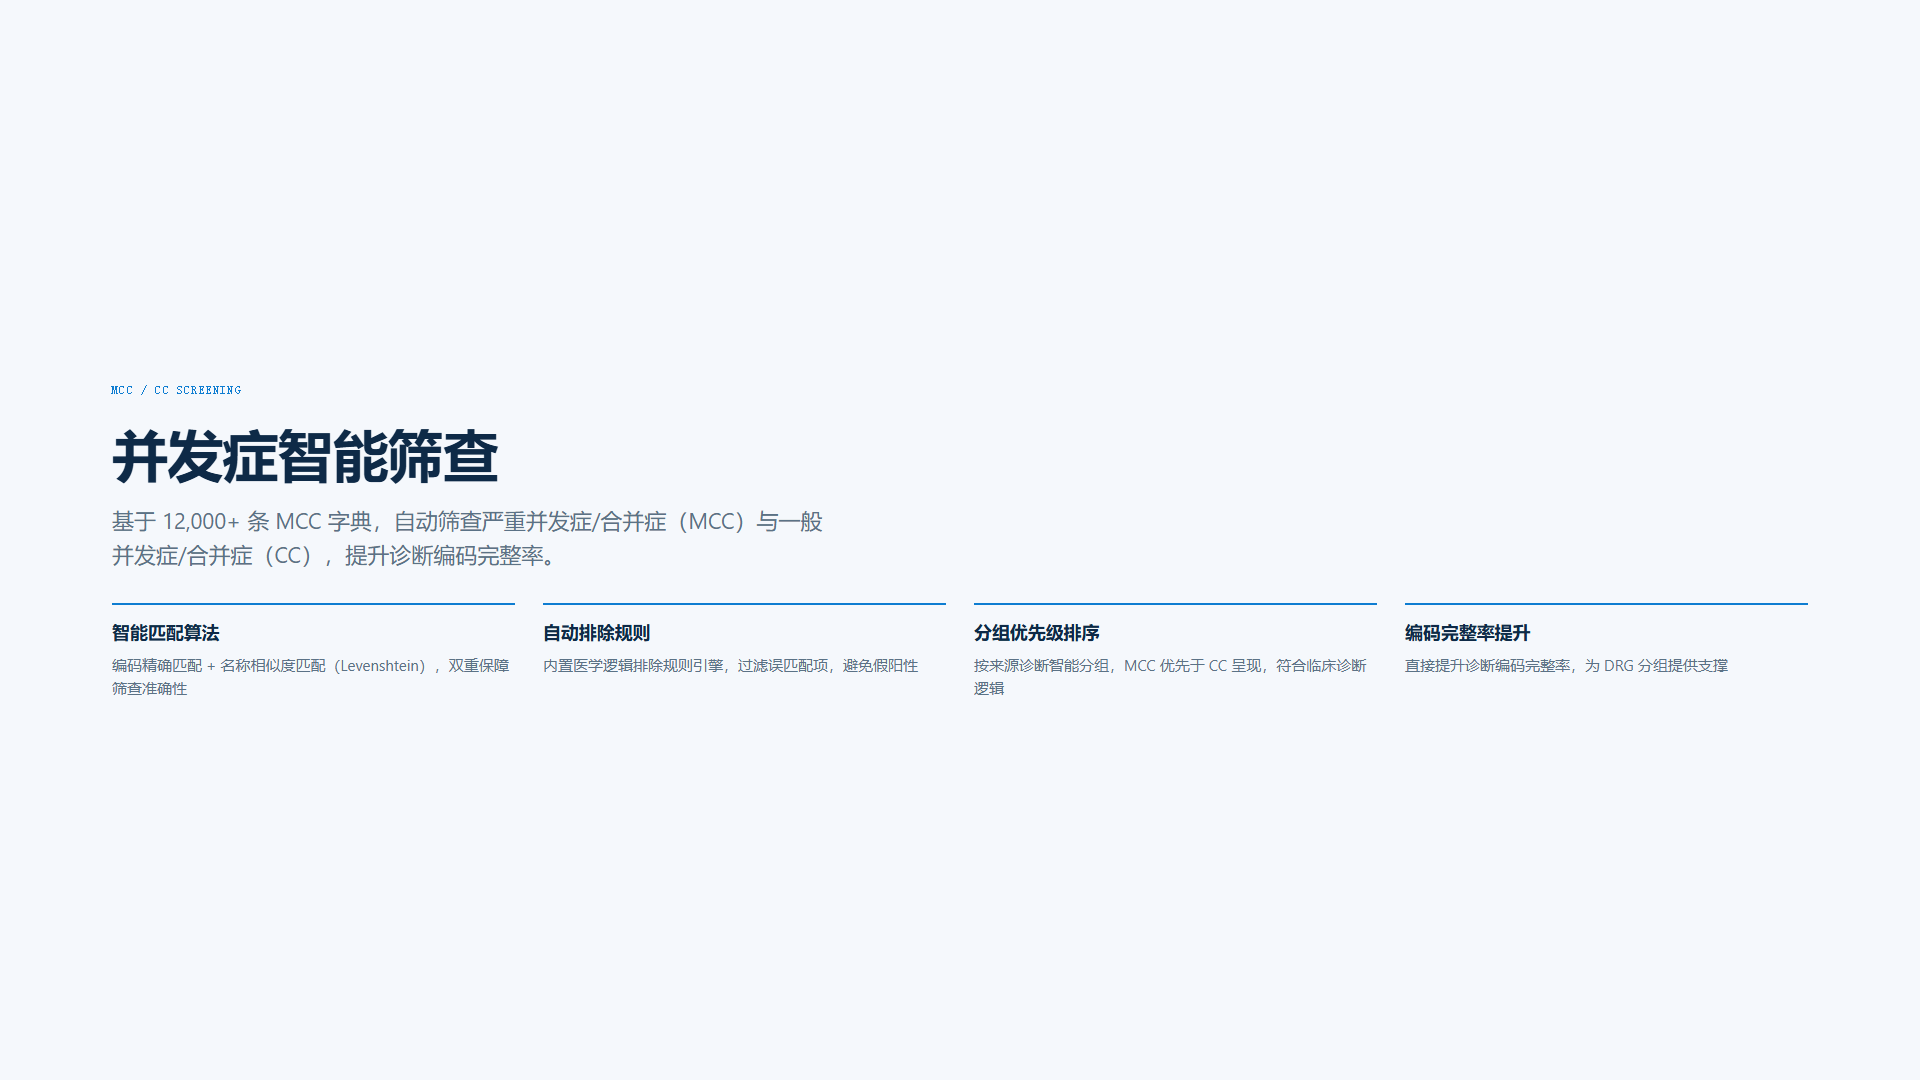 MCC / CC SCREENING
并发症智能筛查
基于 12,000+ 条 MCC 字典，自动筛查严重并发症/合并症（MCC）与一般
并发症/合并症（CC），提升诊断编码完整率。
智能匹配算法
编码精确匹配 + 名称相似度匹配（Levenshtein），双重保障
筛查准确性
自动排除规则
内置医学逻辑排除规则引擎，过滤误匹配项，避免假阳性
分组优先级排序
按来源诊断智能分组，MCC 优先于 CC 呈现，符合临床诊断
逻辑
编码完整率提升
直接提升诊断编码完整率，为 DRG 分组提供支撑